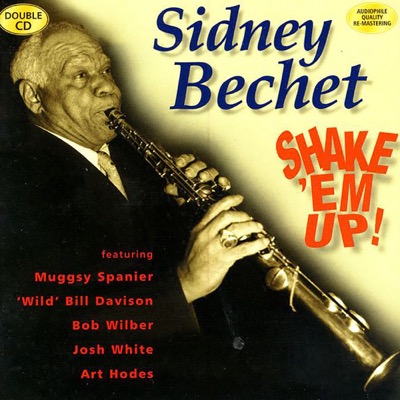 DOUBLE
CD
AUDIOPHILE
QUALITY
RE-MASTERING
Sidney
Bechet
SHAKE
'EM
UP!
featuring
Muggsy Spanier
'Wild' Bill Davison
Bob Wilber
Josh White
Art Hodes